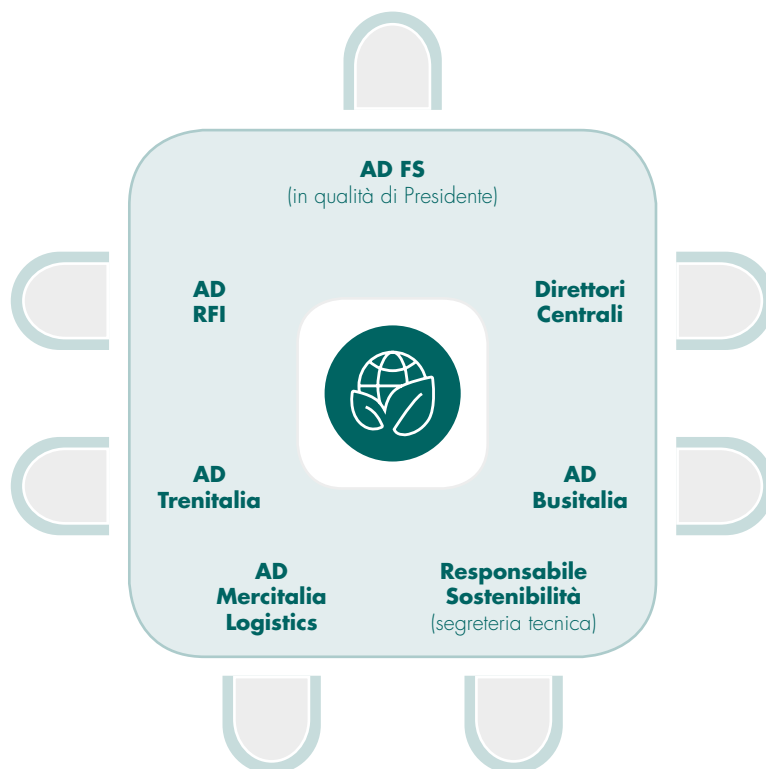 AD FS
(in qualità di Presidente)
AD
RFI
Direttori
Centrali
AD
Trenitalia
AD
Busitalia
AD
Mercitalia
Logistics
Responsabile
Sostenibilità
(segreteria tecnica)